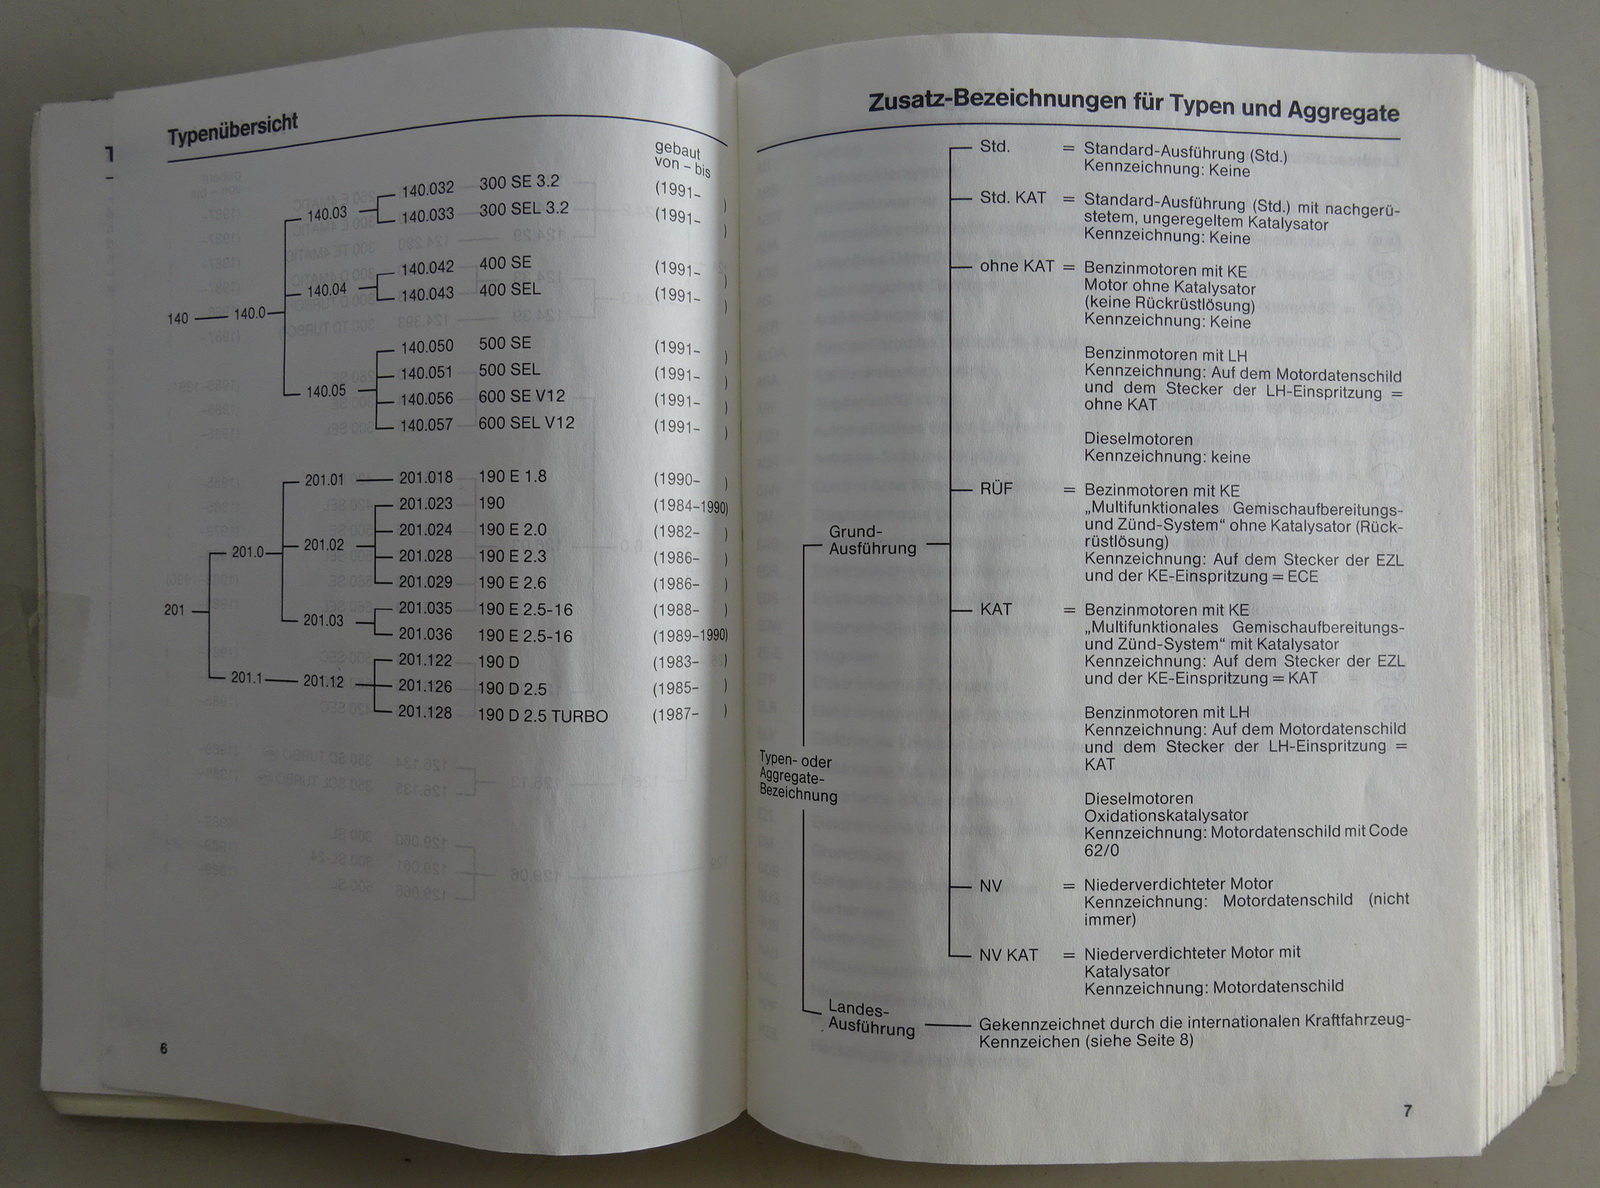 Typenübersicht
gebaut
von – bis
140.032 300 SE 3.2 (1991– )
140.03
140.033 300 SEL 3.2 (1991– )
140.042 400 SE (1991– )
140.04
140.043 400 SEL (1991– )
140 140.0
140.050 500 SE (1991– )
140.051 500 SEL (1991– )
140.05
140.056 600 SE V12 (1991– )
140.057 600 SEL V12 (1991– )
201.01 201.018 190 E 1.8 (1990– )
201.023 190 (1984–1990)
201.024 190 E 2.0 (1982– )
201.0 201.02
201.028 190 E 2.3 (1986– )
201.029 190 E 2.6 (1986– )
201
201.035 190 E 2.5-16 (1988– )
201.03
201.036 190 E 2.5-16 (1989–1990)
201.122 190 D (1983– )
201.1 201.12 201.126 190 D 2.5 (1985– )
201.128 190 D 2.5 TURBO (1987– )
6
Zusatz-Bezeichnungen für Typen und Aggregate
Std. = Standard-Ausführung (Std.)
Kennzeichnung: Keine
Std. KAT = Standard-Ausführung (Std.) mit nachgerü-
stetem, ungeregeltem Katalysator
Kennzeichnung: Keine
ohne KAT = Benzinmotoren mit KE
Motor ohne Katalysator
(keine Rückrüstlösung)
Kennzeichnung: Keine
Benzinmotoren mit LH
Kennzeichnung: Auf dem Motordatenschild
und dem Stecker der LH-Einspritzung =
ohne KAT
Dieselmotoren
Kennzeichnung: keine
RÜF = Bezinmotoren mit KE
„Multifunktionales Gemischaufbereitungs-
und Zünd-System“ ohne Katalysator (Rück-
rüstlösung)
Kennzeichnung: Auf dem Stecker der EZL
und der KE-Einspritzung = ECE
Grund-
Ausführung
KAT = Benzinmotoren mit KE
„Multifunktionales Gemischaufbereitungs-
und Zünd-System“ mit Katalysator
Kennzeichnung: Auf dem Stecker der EZL
und der KE-Einspritzung = KAT
Benzinmotoren mit LH
Kennzeichnung: Auf dem Motordatenschild
und dem Stecker der LH-Einspritzung =
KAT
Typen- oder
Aggregate-
Bezeichnung
Dieselmotoren
Oxidationskatalysator
Kennzeichnung: Motordatenschild mit Code
62/0
NV = Niederverdichteter Motor
Kennzeichnung: Motordatenschild (nicht
immer)
NV KAT = Niederverdichteter Motor mit
Katalysator
Kennzeichnung: Motordatenschild
Landes-
Ausführung
Gekennzeichnet durch die internationalen Kraftfahrzeug-
Kennzeichen (siehe Seite 8)
7